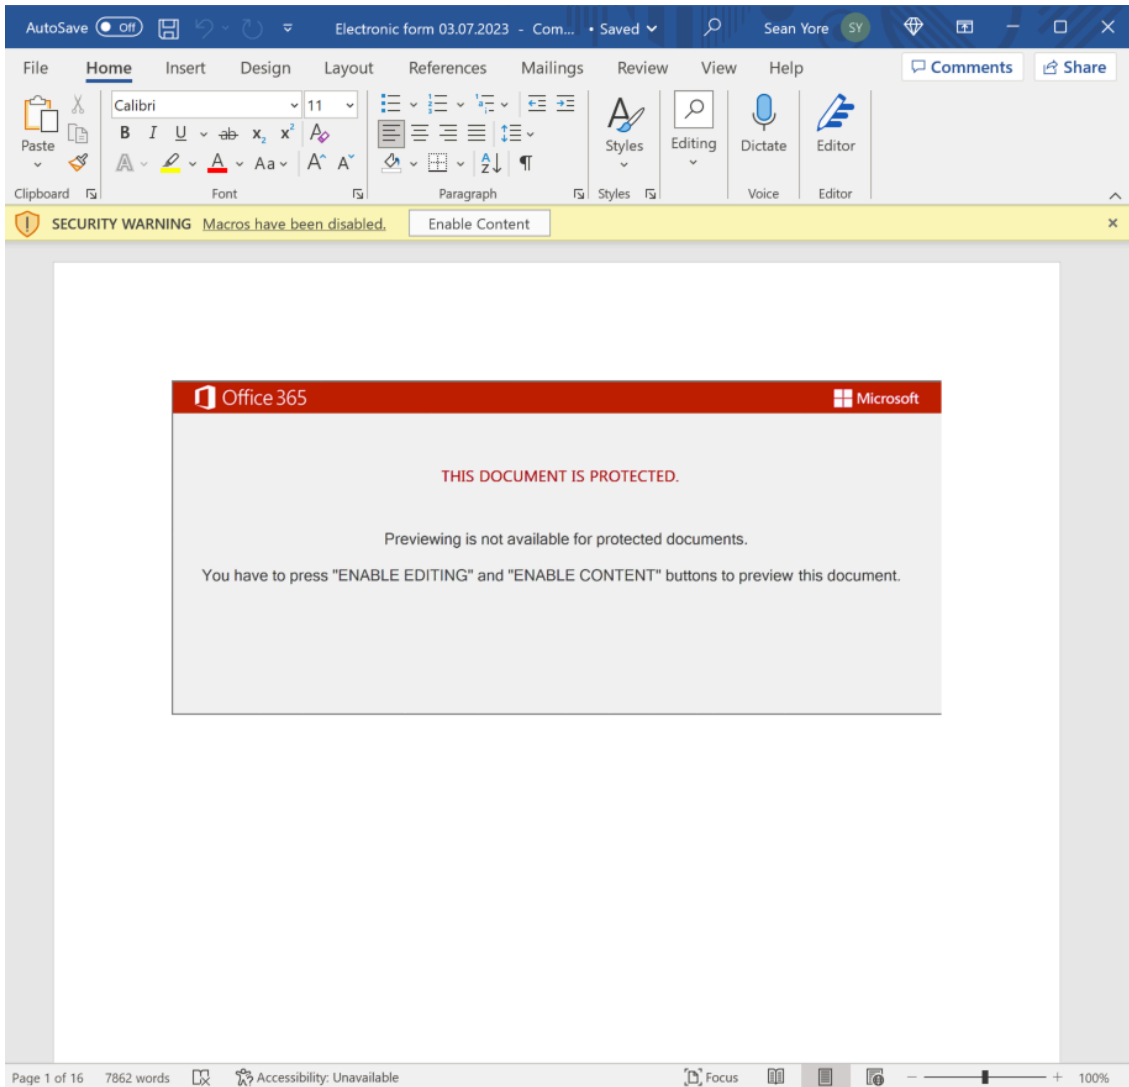 AutoSave Off Electronic form 03.07.2023 - Com... • Saved Sean Yore SY
File Home Insert Design Layout References Mailings Review View Help Comments Share
Calibri 11
Paste B I U ab x₂ x² A Styles Editing Dictate Editor
A A Aa A A
Clipboard Font Paragraph Styles Voice Editor
SECURITY WARNING Macros have been disabled. Enable Content
Office 365 Microsoft
THIS DOCUMENT IS PROTECTED.
Previewing is not available for protected documents.
You have to press "ENABLE EDITING" and "ENABLE CONTENT" buttons to preview this document.
Page 1 of 16 7862 words Accessibility: Unavailable Focus 100%